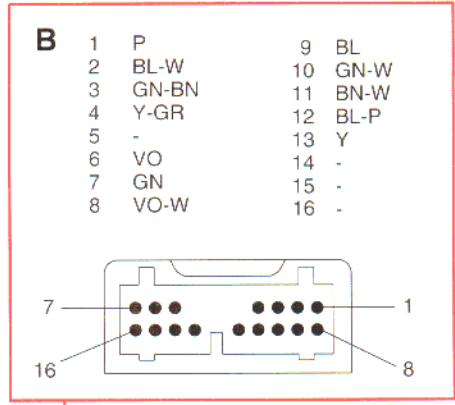 B
1 P
2 BL-W
3 GN-BN
4 Y-GR
5 -
6 VO
7 GN
8 VO-W
9 BL
10 GN-W
11 BN-W
12 BL-P
13 Y
14 -
15 -
16 -
7 1
16 8